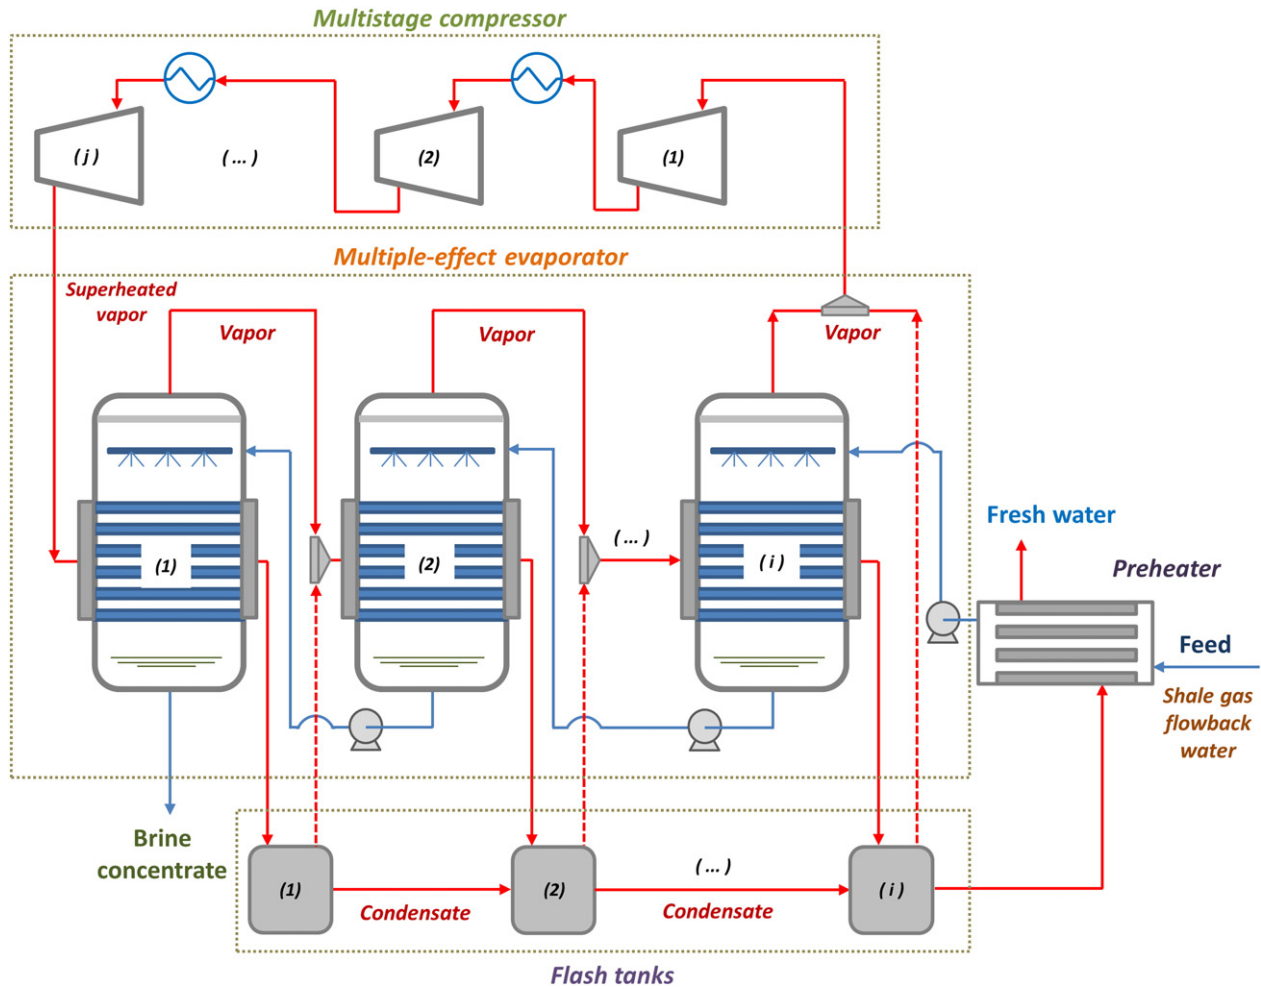 Multistage compressor
( j )
( ... )
(2)
(1)
Multiple-effect evaporator
Superheated
vapor
Vapor
Vapor
Vapor
(1)
(2)
( ... )
( i )
Fresh water
Preheater
Feed
Shale gas
flowback
water
Brine
concentrate
(1)
Condensate
(2)
( ... )
Condensate
( i )
Flash tanks